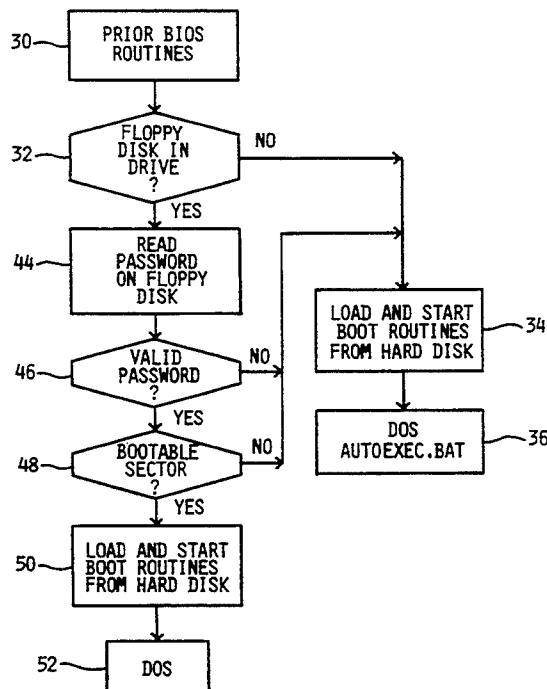 30
PRIOR BIOS
ROUTINES
32
FLOPPY
DISK IN
DRIVE
?
NO
YES
44
READ
PASSWORD
ON FLOPPY
DISK
46
VALID
PASSWORD
?
NO
YES
48
BOOTABLE
SECTOR
?
NO
YES
50
LOAD AND START
BOOT ROUTINES
FROM HARD DISK
52
DOS
LOAD AND START
BOOT ROUTINES
FROM HARD DISK
34
DOS
AUTOEXEC.BAT
36